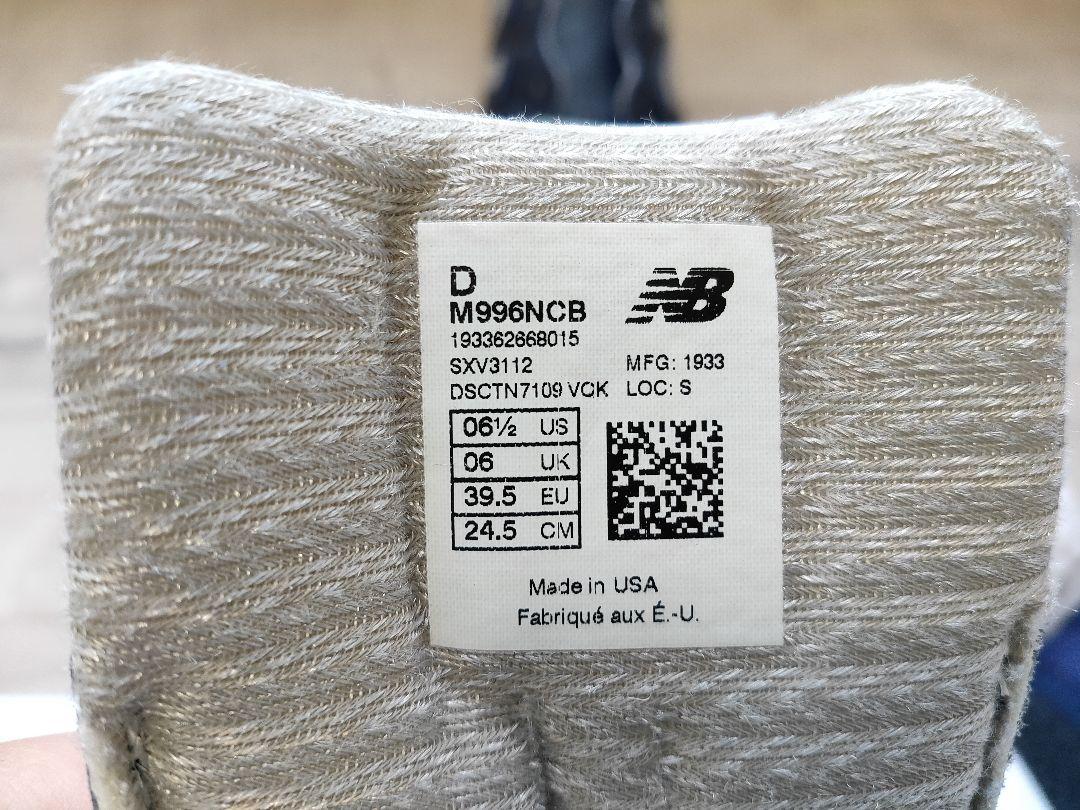 D
NB
M996NCB
193362668015
SXV3112 MFG: 1933
DSCTN7109 VQK LOC: S
06½ US
06 UK
39.5 EU
24.5 CM
Made in USA
Fabriqué aux É.-U.